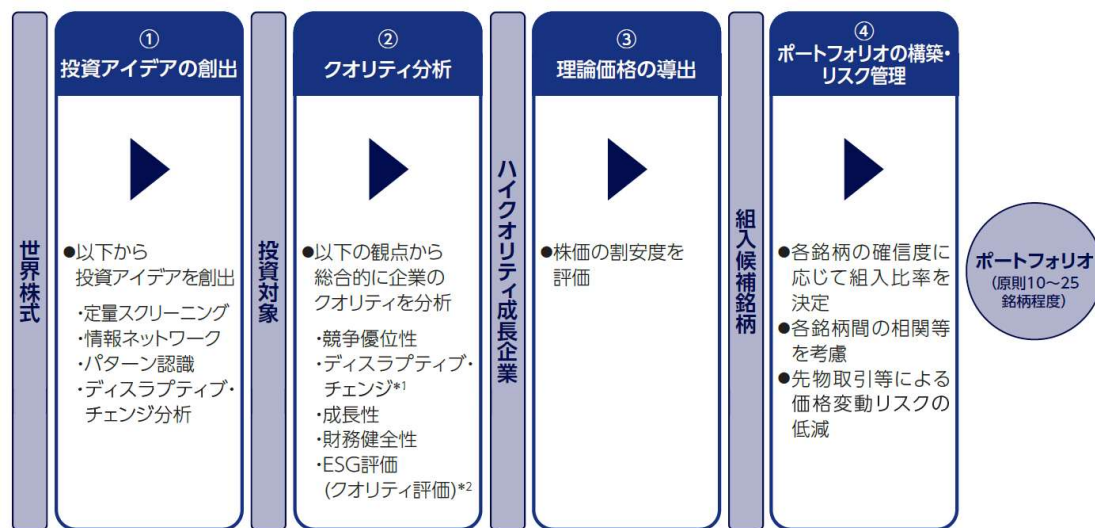 世界株式
①
投資アイデアの創出
●以下から
投資アイデアを創出
・定量スクリーニング
・情報ネットワーク
・パターン認識
・ディスラプティブ・
チェンジ分析
投資対象
②
クオリティ分析
●以下の観点から
総合的に企業の
クオリティを分析
・競争優位性
・ディスラプティブ・
チェンジ*1
・成長性
・財務健全性
・ESG評価
(クオリティ評価)*2
ハイクオリティ成長企業
③
理論価格の導出
●株価の割安度を
評価
組入候補銘柄
④
ポートフォリオの構築・
リスク管理
●各銘柄の確信度に
応じて組入比率を
決定
●各銘柄間の相関等
を考慮
●先物取引等による
価格変動リスクの
低減
ポートフォリオ
(原則10～25
銘柄程度)